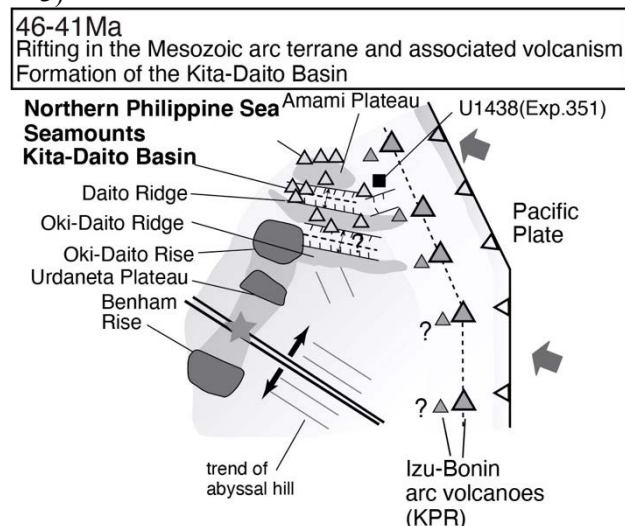 46-41Ma
Rifting in the Mesozoic arc terrane and associated volcanism
Formation of the Kita-Daito Basin
Northern Philippine Sea
Seamounts
Amami Plateau
U1438(Exp.351)
Kita-Daito Basin
Daito Ridge
Oki-Daito Ridge
Oki-Daito Rise
Urdaneta Plateau
Benham
Rise
Pacific
Plate
?
?
?
trend of
abyssal hill
Izu-Bonin
arc volcanoes
(KPR)